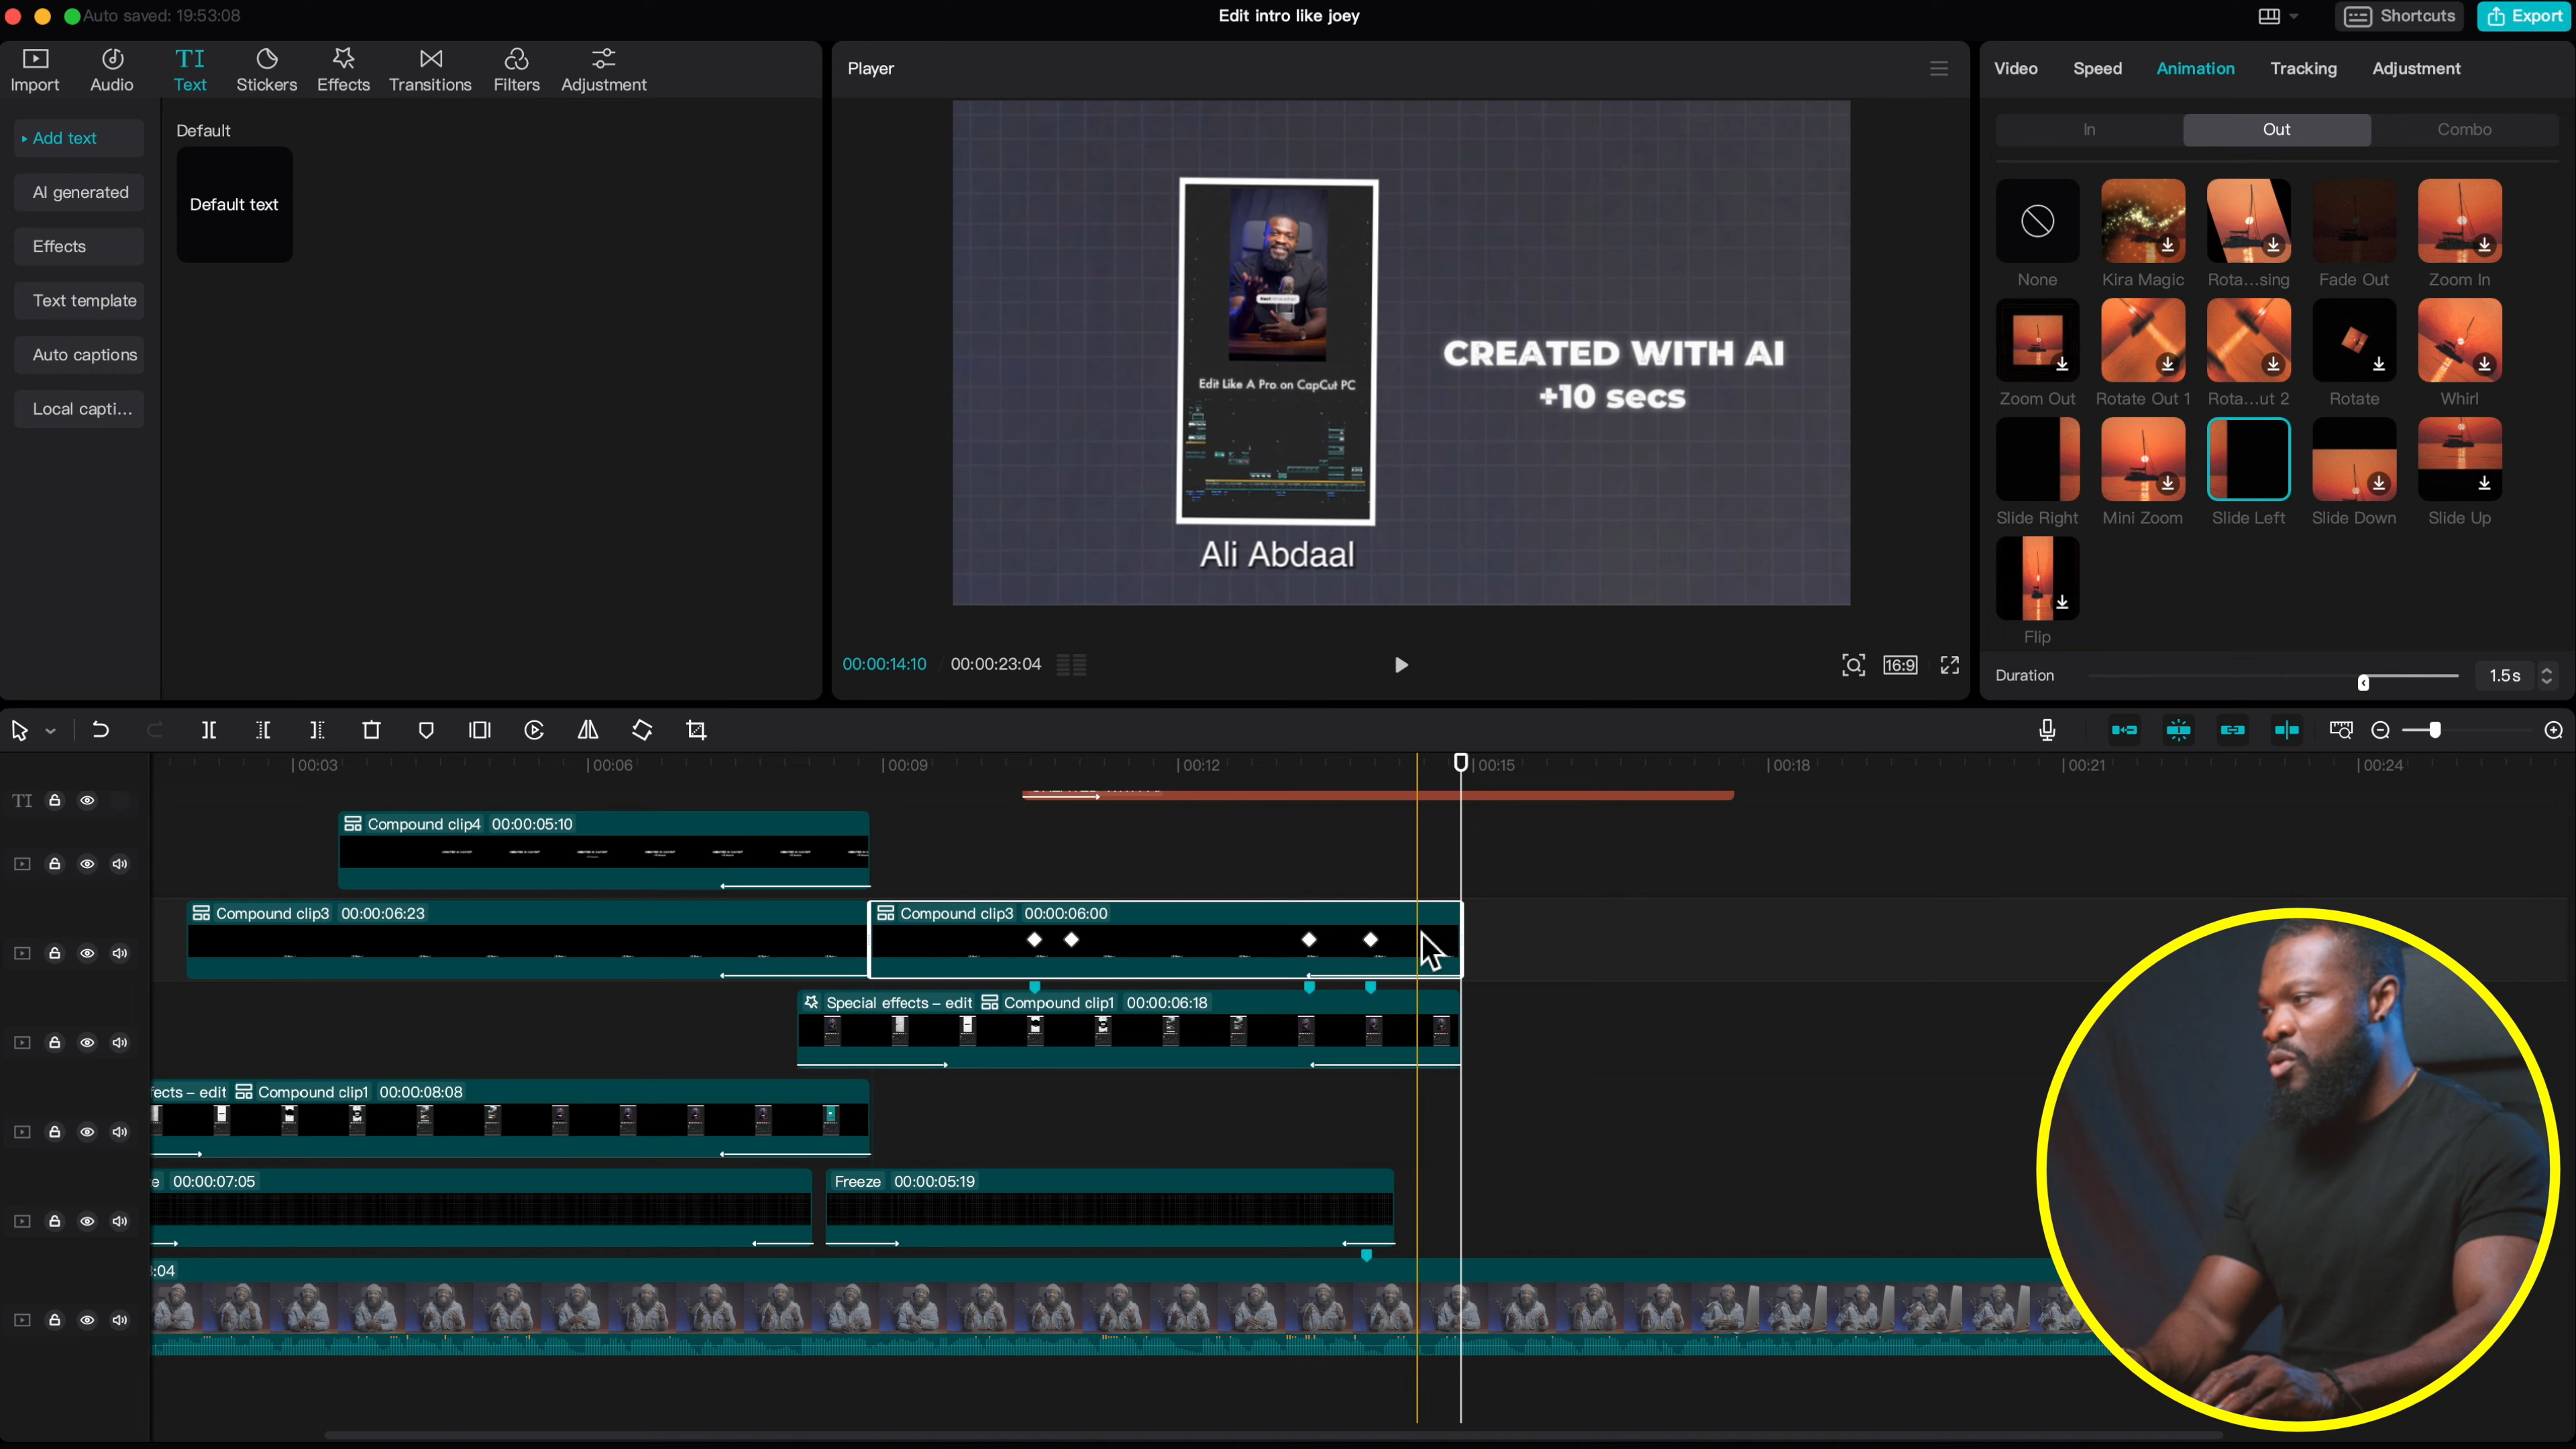 Auto saved: 19:53:08
Edit intro like joey
Shortcuts
Export
Import
Audio
TI
Text
Stickers
Effects
Transitions
Filters
Adjustment
Add text
AI generated
Effects
Text template
Auto captions
Local capti...
Default
Default text
Player
Edit Like A Pro on CapCut PC
CREATED WITH AI
+10 secs
Ali Abdaal
00:00:14:10
00:00:23:04
16:9
Video
Speed
Animation
Tracking
Adjustment
In
Out
Combo
None
Kira Magic
Rota...sing
Fade Out
Zoom In
Zoom Out
Rotate Out 1
Rota...ut 2
Rotate
Whirl
Slide Right
Mini Zoom
Slide Left
Slide Down
Slide Up
Flip
Duration
1.5s
00:03
00:06
00:09
00:12
00:15
00:18
00:21
00:24
TI
Compound clip4 00:00:05:10
Compound clip3 00:00:06:23
Compound clip3 00:00:06:00
Special effects – edit Compound clip1 00:00:06:18
fects – edit Compound clip1 00:00:08:08
e 00:00:07:05
Freeze 00:00:05:19
:04